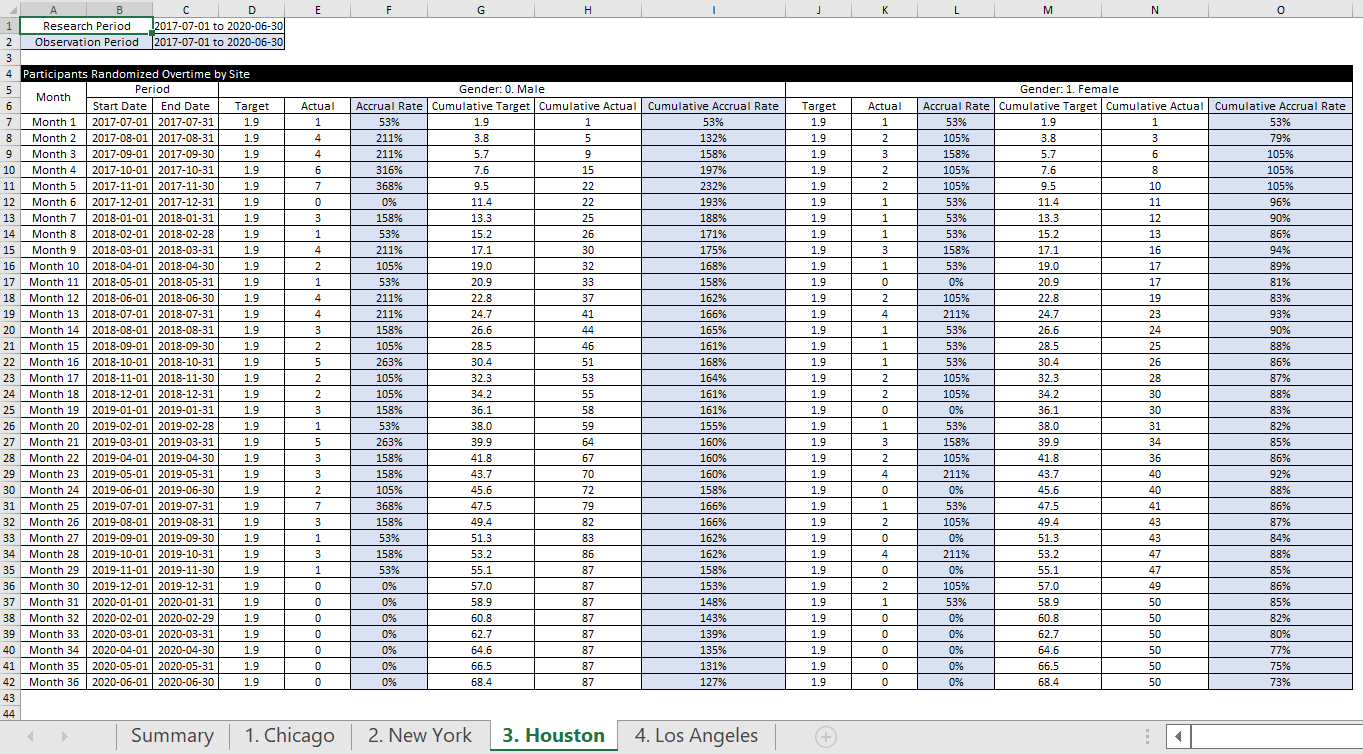 A B C D E F G H I J K L M N O
1 Research Period 2017-07-01 to 2020-06-30
2 Observation Period 2017-07-01 to 2020-06-30
3
4 Participants Randomized Overtime by Site
5 Month Period Gender: 0. Male Gender: 1. Female
6 Start Date End Date Target Actual Accrual Rate Cumulative Target Cumulative Actual Cumulative Accrual Rate Target Actual Accrual Rate Cumulative Target Cumulative Actual Cumulative Accrual Rate
7 Month 1 2017-07-01 2017-07-31 1.9 1 53% 1.9 1 53% 1.9 1 53% 1.9 1 53%
8 Month 2 2017-08-01 2017-08-31 1.9 4 211% 3.8 5 132% 1.9 2 105% 3.8 3 79%
9 Month 3 2017-09-01 2017-09-30 1.9 4 211% 5.7 9 158% 1.9 3 158% 5.7 6 105%
10 Month 4 2017-10-01 2017-10-31 1.9 6 316% 7.6 15 197% 1.9 2 105% 7.6 8 105%
11 Month 5 2017-11-01 2017-11-30 1.9 7 368% 9.5 22 232% 1.9 2 105% 9.5 10 105%
12 Month 6 2017-12-01 2017-12-31 1.9 0 0% 11.4 22 193% 1.9 1 53% 11.4 11 96%
13 Month 7 2018-01-01 2018-01-31 1.9 3 158% 13.3 25 188% 1.9 1 53% 13.3 12 90%
14 Month 8 2018-02-01 2018-02-28 1.9 1 53% 15.2 26 171% 1.9 1 53% 15.2 13 86%
15 Month 9 2018-03-01 2018-03-31 1.9 4 211% 17.1 30 175% 1.9 3 158% 17.1 16 94%
16 Month 10 2018-04-01 2018-04-30 1.9 2 105% 19.0 32 168% 1.9 1 53% 19.0 17 89%
17 Month 11 2018-05-01 2018-05-31 1.9 1 53% 20.9 33 158% 1.9 0 0% 20.9 17 81%
18 Month 12 2018-06-01 2018-06-30 1.9 4 211% 22.8 37 162% 1.9 2 105% 22.8 19 83%
19 Month 13 2018-07-01 2018-07-31 1.9 4 211% 24.7 41 166% 1.9 4 211% 24.7 23 93%
20 Month 14 2018-08-01 2018-08-31 1.9 3 158% 26.6 44 165% 1.9 1 53% 26.6 24 90%
21 Month 15 2018-09-01 2018-09-30 1.9 2 105% 28.5 46 161% 1.9 1 53% 28.5 25 88%
22 Month 16 2018-10-01 2018-10-31 1.9 5 263% 30.4 51 168% 1.9 1 53% 30.4 26 86%
23 Month 17 2018-11-01 2018-11-30 1.9 2 105% 32.3 53 164% 1.9 2 105% 32.3 28 87%
24 Month 18 2018-12-01 2018-12-31 1.9 2 105% 34.2 55 161% 1.9 2 105% 34.2 30 88%
25 Month 19 2019-01-01 2019-01-31 1.9 3 158% 36.1 58 161% 1.9 0 0% 36.1 30 83%
26 Month 20 2019-02-01 2019-02-28 1.9 1 53% 38.0 59 155% 1.9 1 53% 38.0 31 82%
27 Month 21 2019-03-01 2019-03-31 1.9 5 263% 39.9 64 160% 1.9 3 158% 39.9 34 85%
28 Month 22 2019-04-01 2019-04-30 1.9 3 158% 41.8 67 160% 1.9 2 105% 41.8 36 86%
29 Month 23 2019-05-01 2019-05-31 1.9 3 158% 43.7 70 160% 1.9 4 211% 43.7 40 92%
30 Month 24 2019-06-01 2019-06-30 1.9 2 105% 45.6 72 158% 1.9 0 0% 45.6 40 88%
31 Month 25 2019-07-01 2019-07-31 1.9 7 368% 47.5 79 166% 1.9 1 53% 47.5 41 86%
32 Month 26 2019-08-01 2019-08-31 1.9 3 158% 49.4 82 166% 1.9 2 105% 49.4 43 87%
33 Month 27 2019-09-01 2019-09-30 1.9 1 53% 51.3 83 162% 1.9 0 0% 51.3 43 84%
34 Month 28 2019-10-01 2019-10-31 1.9 3 158% 53.2 86 162% 1.9 4 211% 53.2 47 88%
35 Month 29 2019-11-01 2019-11-30 1.9 1 53% 55.1 87 158% 1.9 0 0% 55.1 47 85%
36 Month 30 2019-12-01 2019-12-31 1.9 0 0% 57.0 87 153% 1.9 2 105% 57.0 49 86%
37 Month 31 2020-01-01 2020-01-31 1.9 0 0% 58.9 87 148% 1.9 1 53% 58.9 50 85%
38 Month 32 2020-02-01 2020-02-29 1.9 0 0% 60.8 87 143% 1.9 0 0% 60.8 50 82%
39 Month 33 2020-03-01 2020-03-31 1.9 0 0% 62.7 87 139% 1.9 0 0% 62.7 50 80%
40 Month 34 2020-04-01 2020-04-30 1.9 0 0% 64.6 87 135% 1.9 0 0% 64.6 50 77%
41 Month 35 2020-05-01 2020-05-31 1.9 0 0% 66.5 87 131% 1.9 0 0% 66.5 50 75%
42 Month 36 2020-06-01 2020-06-30 1.9 0 0% 68.4 87 127% 1.9 0 0% 68.4 50 73%
43
44
Summary 1. Chicago 2. New York 3. Houston 4. Los Angeles